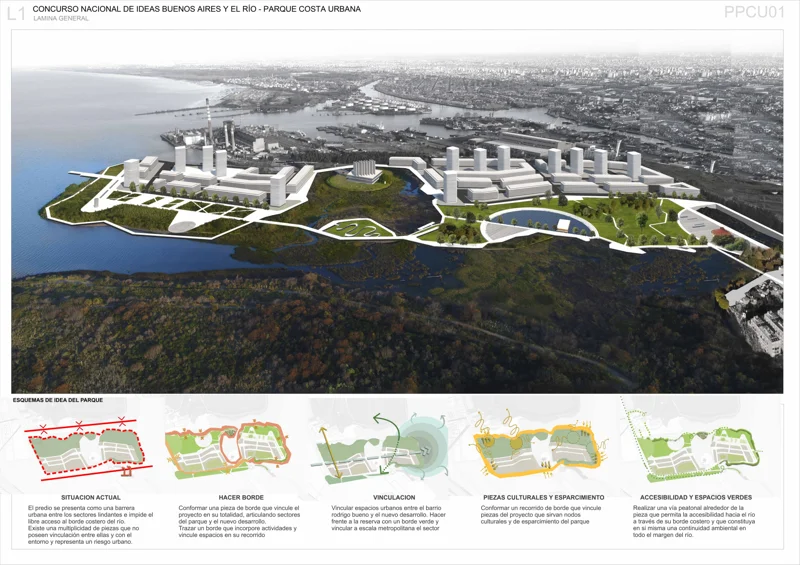 L1
CONCURSO NACIONAL DE IDEAS BUENOS AIRES Y EL RÍO - PARQUE COSTA URBANA
LAMINA GENERAL
PPCU01
ESQUEMAS DE IDEA DEL PARQUE
SITUACION ACTUAL
El predio se presenta como una barrera
urbana entre los sectores lindantes e impide el
libre acceso al borde costero del río.
Existe una multiplicidad de piezas que no
poseen vinculación entre ellas y con el
entorno y representa un riesgo urbano.
HACER BORDE
Conformar una pieza de borde que vincule el
proyecto en su totalidad, articulando sectores
del parque y el nuevo desarrollo.
Trazar un borde que incorpore actividades y
vincule espacios en su recorrido
VINCULACION
Vincular espacios urbanos entre el barrio
rodrigo bueno y el nuevo desarrollo. Hacer
frente a la reserva con un borde verde y
vincular a escala metropolitana el sector
PIEZAS CULTURALES Y ESPARCIMIENTO
Conformar un recorrido de borde que vincule
piezas del proyecto que sirvan nodos
culturales y de esparcimiento del parque
ACCESIBILIDAD Y ESPACIOS VERDES
Realizar una vía peatonal alrededor de la
pieza que permita la accesibilidad hacia el río
a través de su borde costero y que constituya
en si misma una continuidad ambiental en
todo el margen del río.